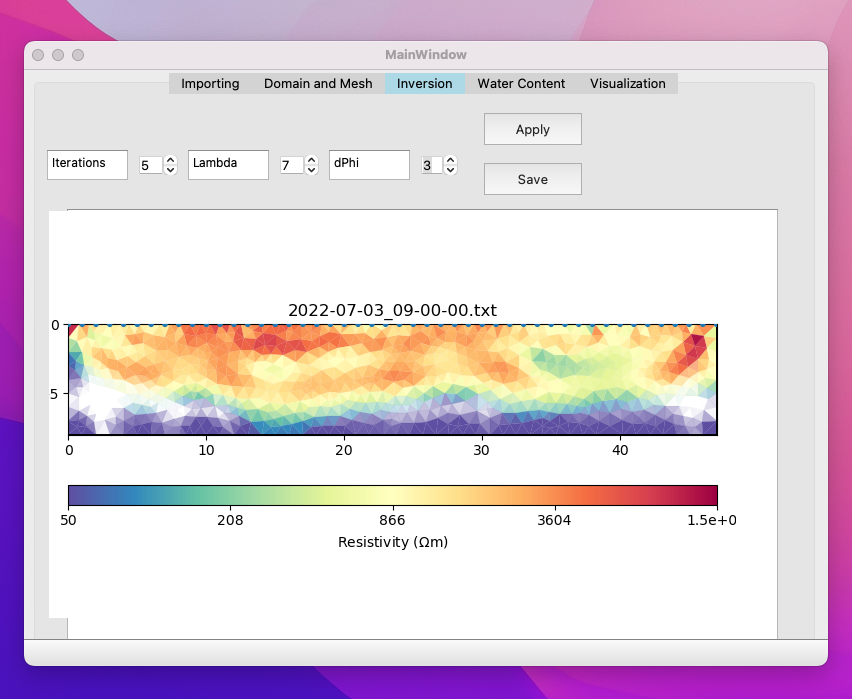 MainWindow
Importing Domain and Mesh Inversion Water Content Visualization
Apply
Iterations 5 Lambda 7 dPhi 3
Save
2022-07-03_09-00-00.txt
0
5
0 10 20 30 40
50 208 866 3604 1.5e+0
Resistivity (Ωm)